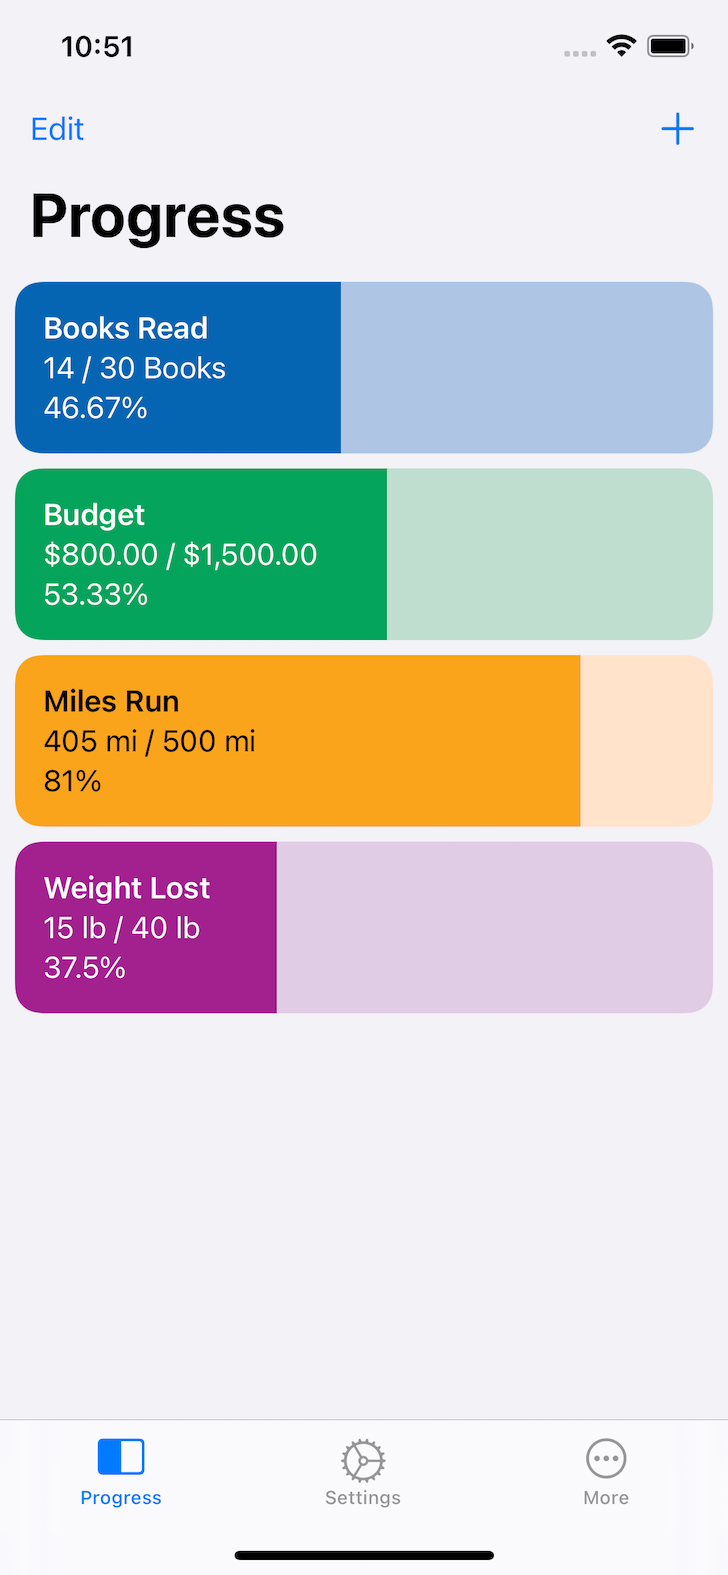 10:51
Edit
Progress
Books Read
14 / 30 Books
46.67%
Budget
$800.00 / $1,500.00
53.33%
Miles Run
405 mi / 500 mi
81%
Weight Lost
15 lb / 40 lb
37.5%
Progress Settings More